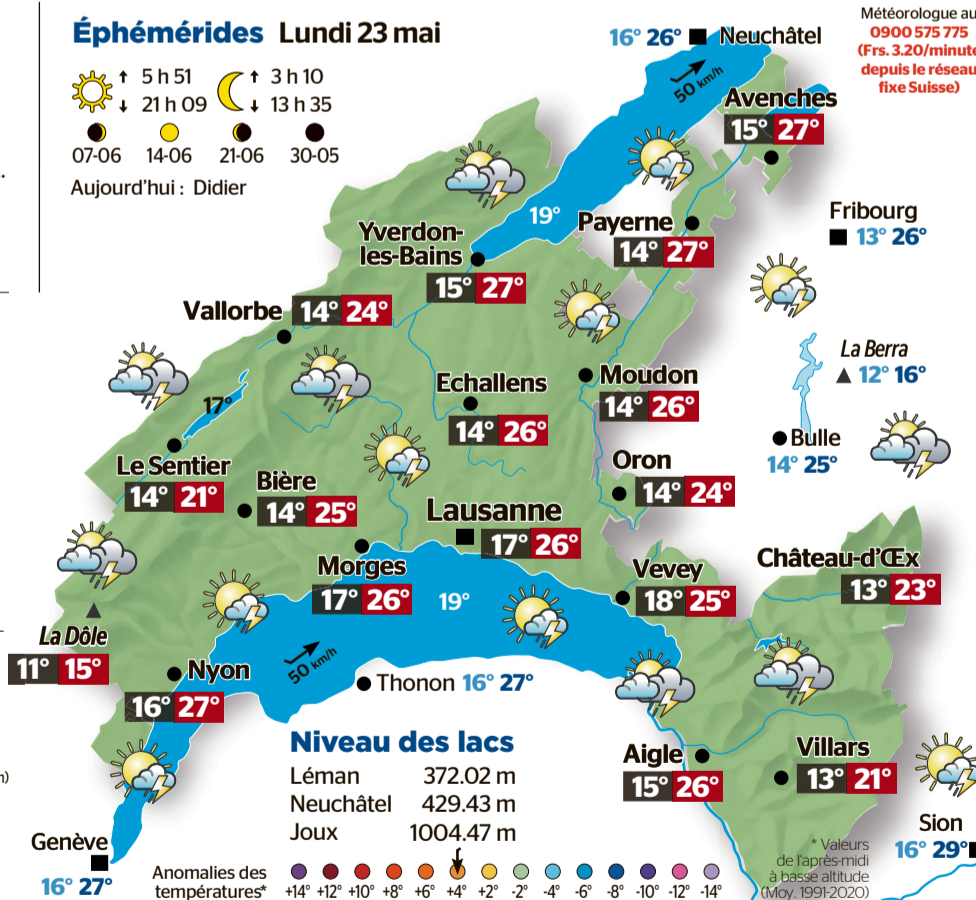 Éphémérides Lundi 23 mai
↑ 5 h 51 ↑ 3 h 10
↓ 21 h 09 ↓ 13 h 35
07-06 14-06 21-06 30-05
Aujourd'hui : Didier
Météorologue au
0900 575 775
(Frs. 3.20/minute
depuis le réseau
fixe Suisse)
16° 26° Neuchâtel
50 km/h
Avenches
15° 27°
19°
Payerne
14° 27°
Fribourg
13° 26°
Yverdon-
les-Bains
15° 27°
Vallorbe 14° 24°
La Berra
12° 16°
17°
Echallens
14° 26°
Moudon
14° 26°
Bulle
14° 25°
Le Sentier
14° 21°
Bière
14° 25°
Oron
14° 24°
Lausanne
17° 26°
Morges
17° 26°
19°
Vevey
18° 25°
Château-d'Œx
13° 23°
La Dôle
11° 15°
50 km/h
Nyon
16° 27°
Thonon 16° 27°
Niveau des lacs
Léman 372.02 m
Neuchâtel 429.43 m
Joux 1004.47 m
Aigle
15° 26°
Villars
13° 21°
Genève
16° 27°
Sion
16° 29°
* Valeurs
de l'après-midi
à basse altitude
(Moy. 1991-2020)
Anomalies des
températures*
+14° +12° +10° +8° +6° +4° +2° -2° -4° -6° -8° -10° -12° -14°